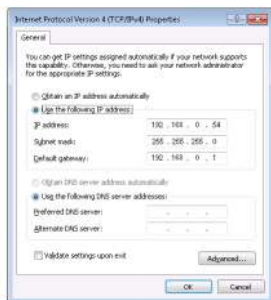 Internet Protocol Version 4 (TCP/IPv4) Properties
General
You can get IP settings assigned automatically if your network supports
this capability. Otherwise, you need to ask your network administrator
for the appropriate IP settings.
Obtain an IP address automatically
Use the following IP address:
IP address: 192 . 168 . 0 . 54
Subnet mask: 255 . 255 . 255 . 0
Default gateway: 192 . 168 . 0 . 1
Obtain DNS server address automatically
Use the following DNS server addresses:
Preferred DNS server: . . .
Alternate DNS server: . . .
Validate settings upon exit
Advanced...
OK Cancel